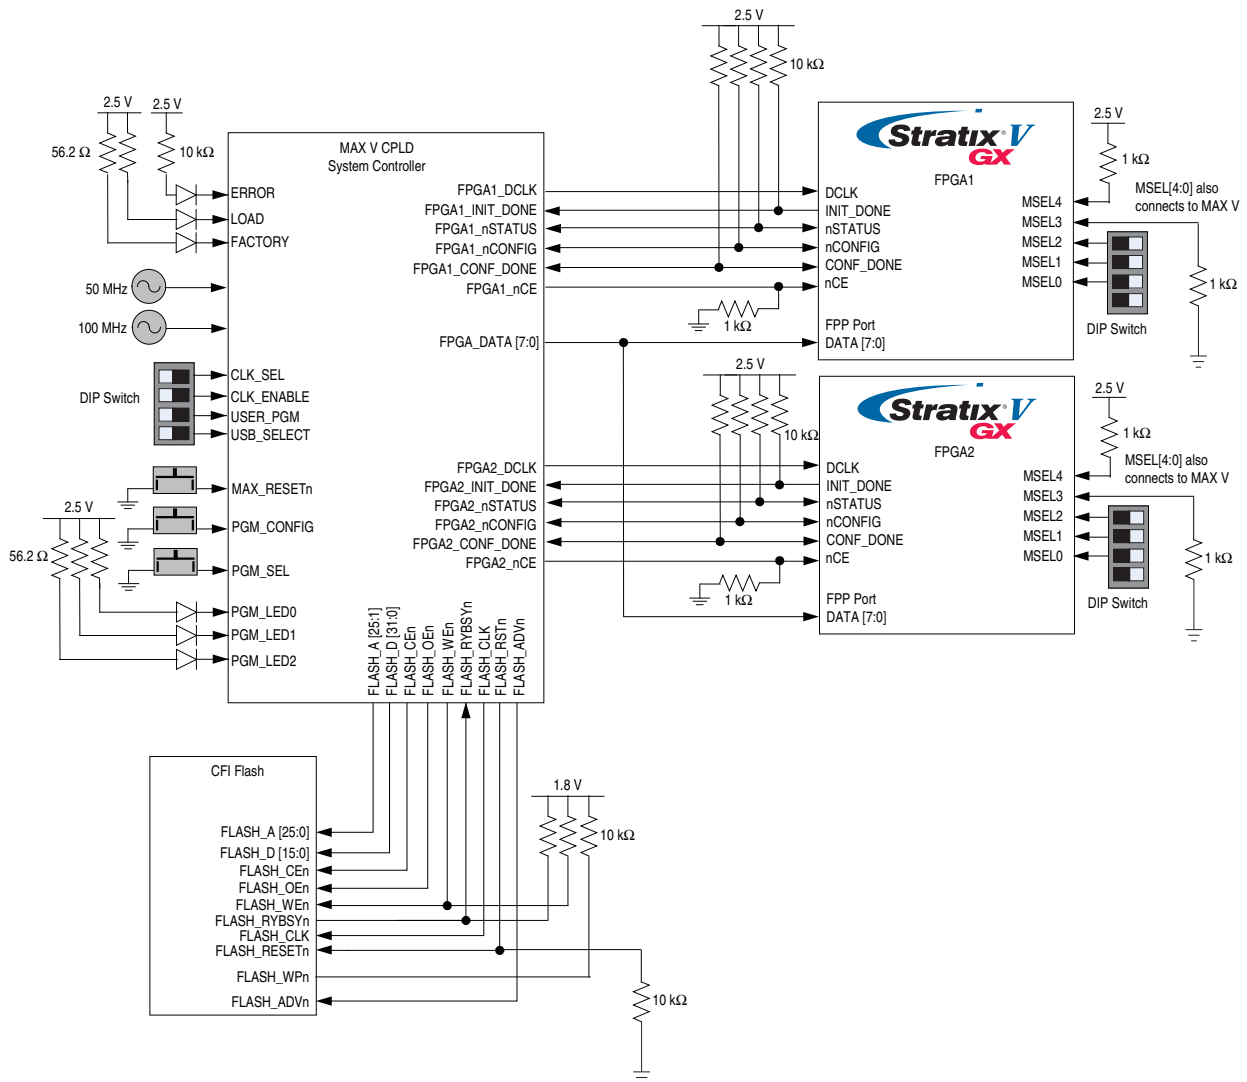 2.5 V
10 kΩ
2.5 V
2.5 V
56.2 Ω
10 kΩ
MAX V CPLD
System Controller
ERROR
LOAD
FACTORY
50 MHz
100 MHz
DIP Switch
CLK_SEL
CLK_ENABLE
USER_PGM
USB_SELECT
MAX_RESETn
PGM_CONFIG
PGM_SEL
2.5 V
56.2 Ω
PGM_LED0
PGM_LED1
PGM_LED2
FPGA1_DCLK
FPGA1_INIT_DONE
FPGA1_nSTATUS
FPGA1_nCONFIG
FPGA1_CONF_DONE
FPGA1_nCE
FPGA_DATA [7:0]
FPGA2_DCLK
FPGA2_INIT_DONE
FPGA2_nSTATUS
FPGA2_nCONFIG
FPGA2_CONF_DONE
FPGA2_nCE
FLASH_A [25:1]
FLASH_D [31:0]
FLASH_CEn
FLASH_OEn
FLASH_WEn
FLASH_RYBSYn
FLASH_CLK
FLASH_RSTn
FLASH_ADVn
1 kΩ
Stratix V
GX
FPGA1
DCLK
INIT_DONE
nSTATUS
nCONFIG
CONF_DONE
nCE
FPP Port
DATA [7:0]
MSEL4
MSEL3
MSEL2
MSEL1
MSEL0
2.5 V
1 kΩ
MSEL[4:0] also
connects to MAX V
1 kΩ
DIP Switch
2.5 V
10 kΩ
1 kΩ
Stratix V
GX
FPGA2
DCLK
INIT_DONE
nSTATUS
nCONFIG
CONF_DONE
nCE
FPP Port
DATA [7:0]
MSEL4
MSEL3
MSEL2
MSEL1
MSEL0
2.5 V
1 kΩ
MSEL[4:0] also
connects to MAX V
1 kΩ
DIP Switch
CFI Flash
FLASH_A [25:0]
FLASH_D [15:0]
FLASH_CEn
FLASH_OEn
FLASH_WEn
FLASH_RYBSYn
FLASH_CLK
FLASH_RESETn
FLASH_WPn
FLASH_ADVn
1.8 V
10 kΩ
10 kΩ